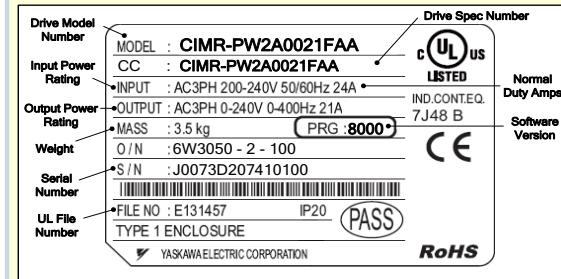 Drive Model Number
Drive Spec Number
MODEL : CIMR-PW2A0021FAA
CC : CIMR-PW2A0021FAA
Input Power Rating
INPUT : AC3PH 200-240V 50/60Hz 24A
Normal Duty Amps
Output Power Rating
OUTPUT : AC3PH 0-240V 0-400Hz 21A
Weight
MASS : 3.5 kg
PRG : 8000
Software Version
O / N : 6W3050 - 2 - 100
Serial Number
S / N : J0073D207410100
UL File Number
FILE NO : E131457 IP20
PASS
TYPE 1 ENCLOSURE
YASKAWA ELECTRIC CORPORATION
C UL US
LISTED
IND.CONT.EQ.
7J48 B
CE
RoHS